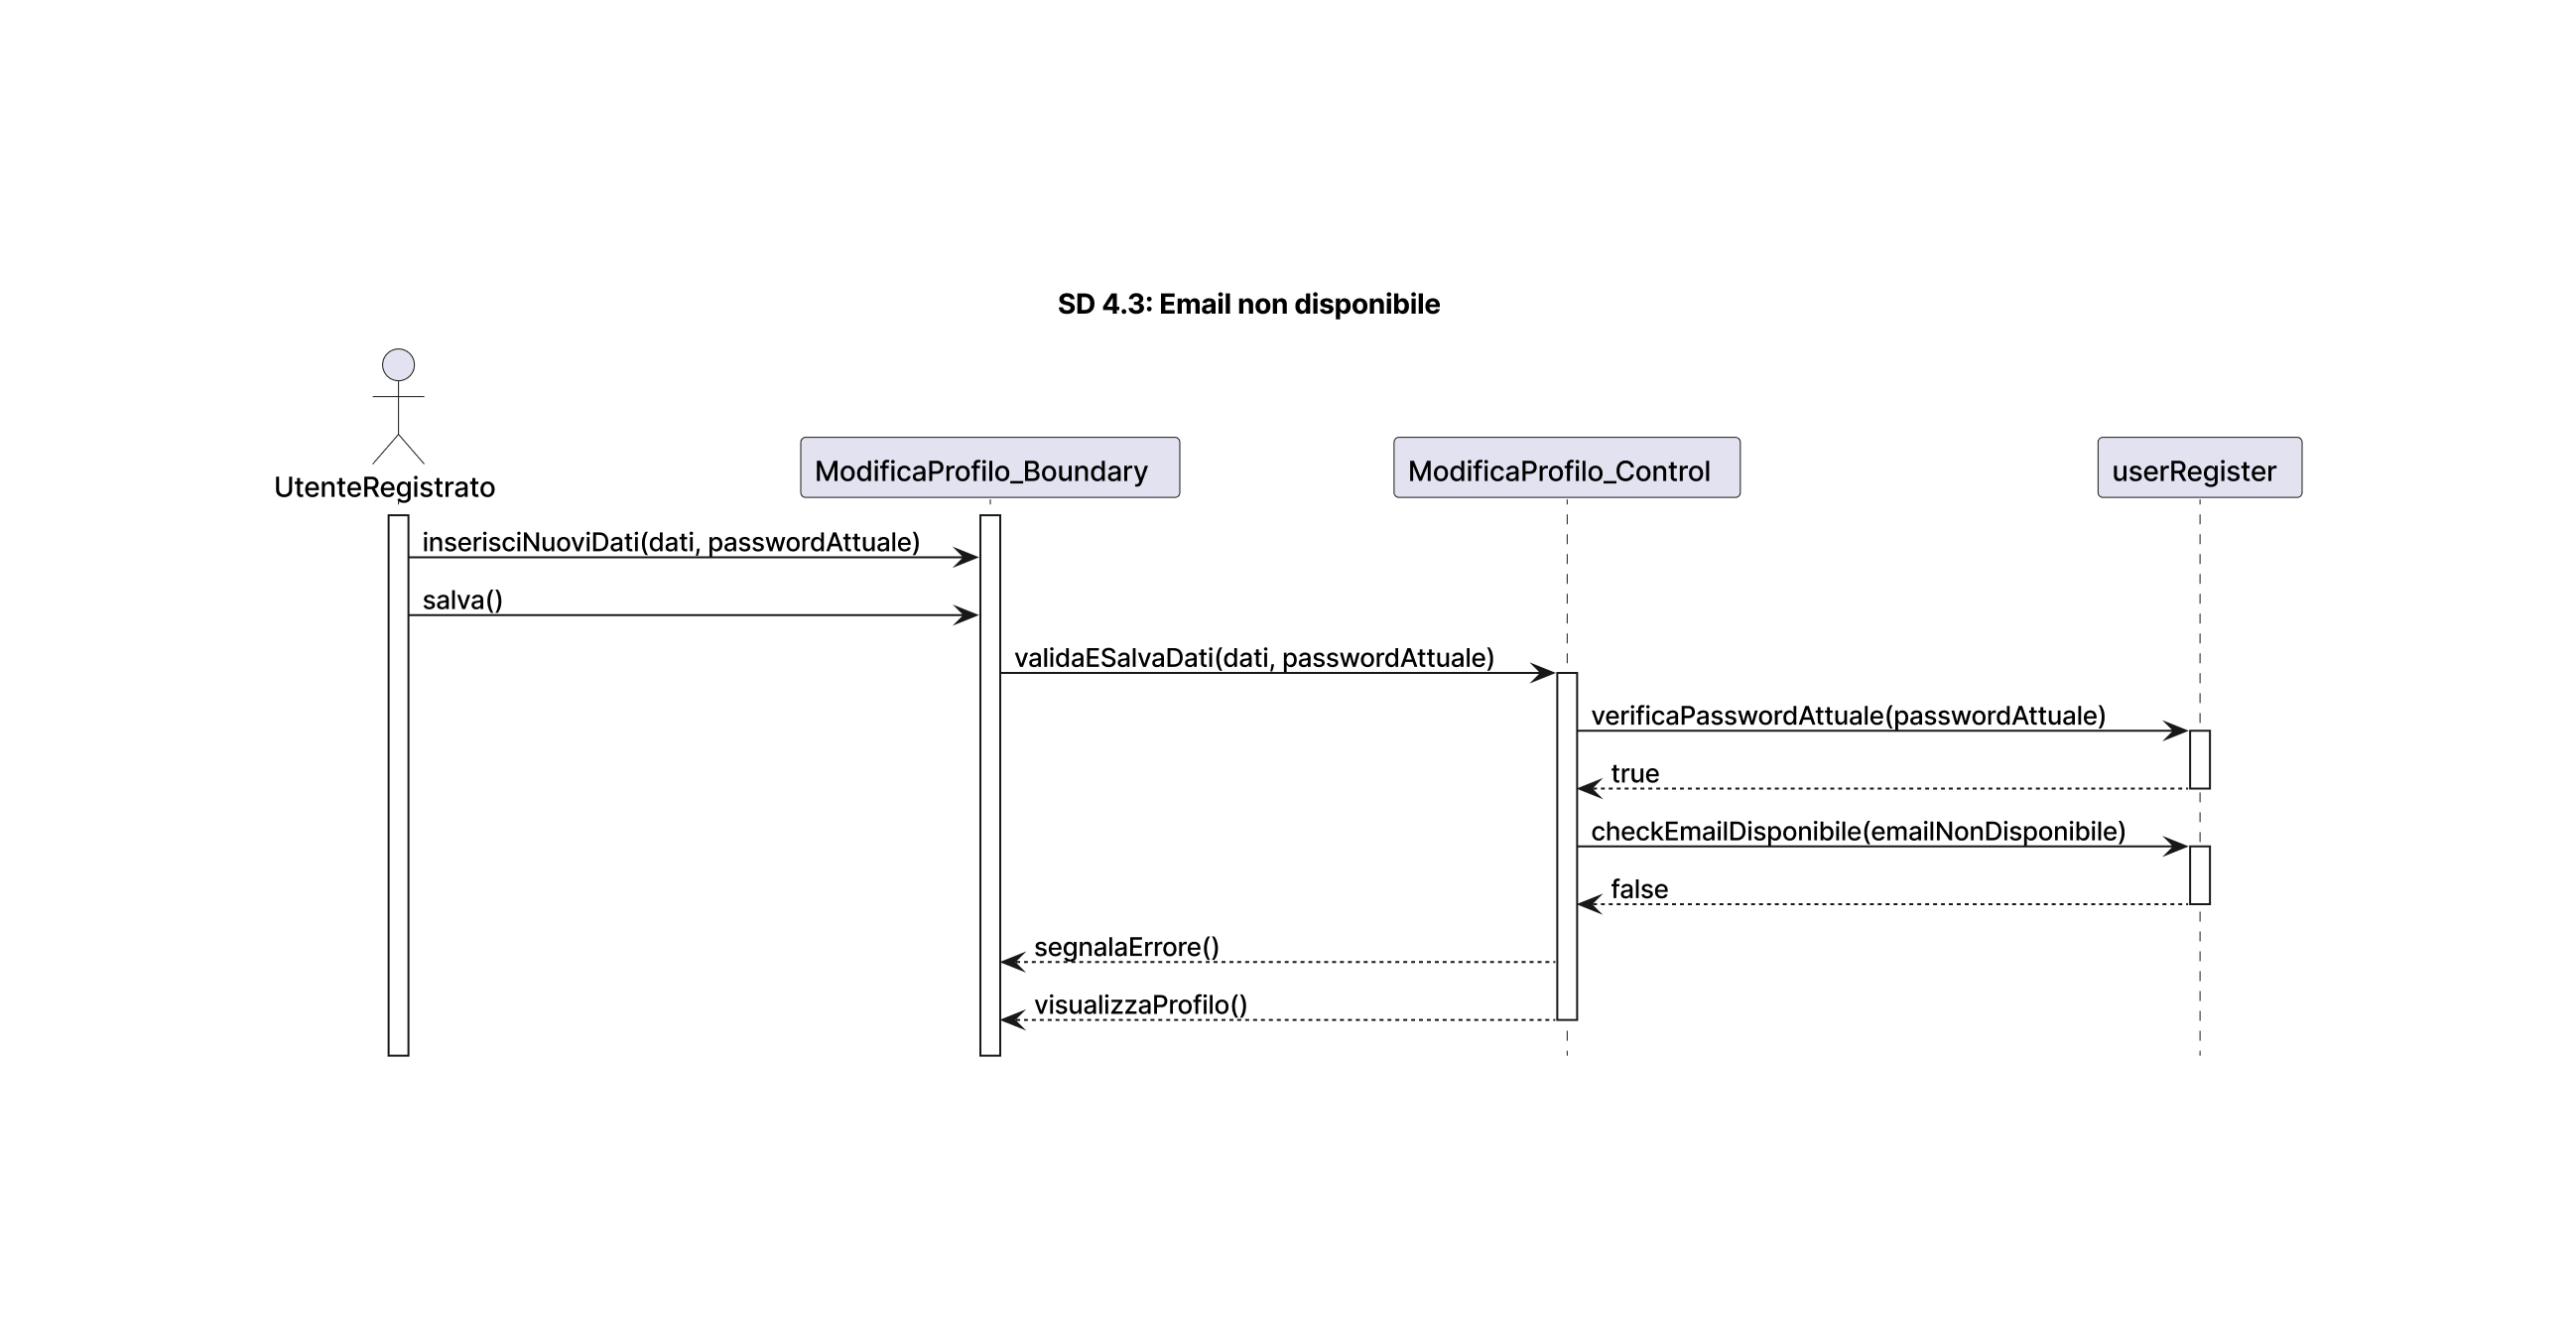 SD 4.3: Email non disponibile
UtenteRegistrato
ModificaProfilo_Boundary
ModificaProfilo_Control
userRegister
inserisciNuoviDati(dati, passwordAttuale)
salva()
validaESalvaDati(dati, passwordAttuale)
verificaPasswordAttuale(passwordAttuale)
true
checkEmailDisponibile(emailNonDisponibile)
false
segnalaErrore()
visualizzaProfilo()